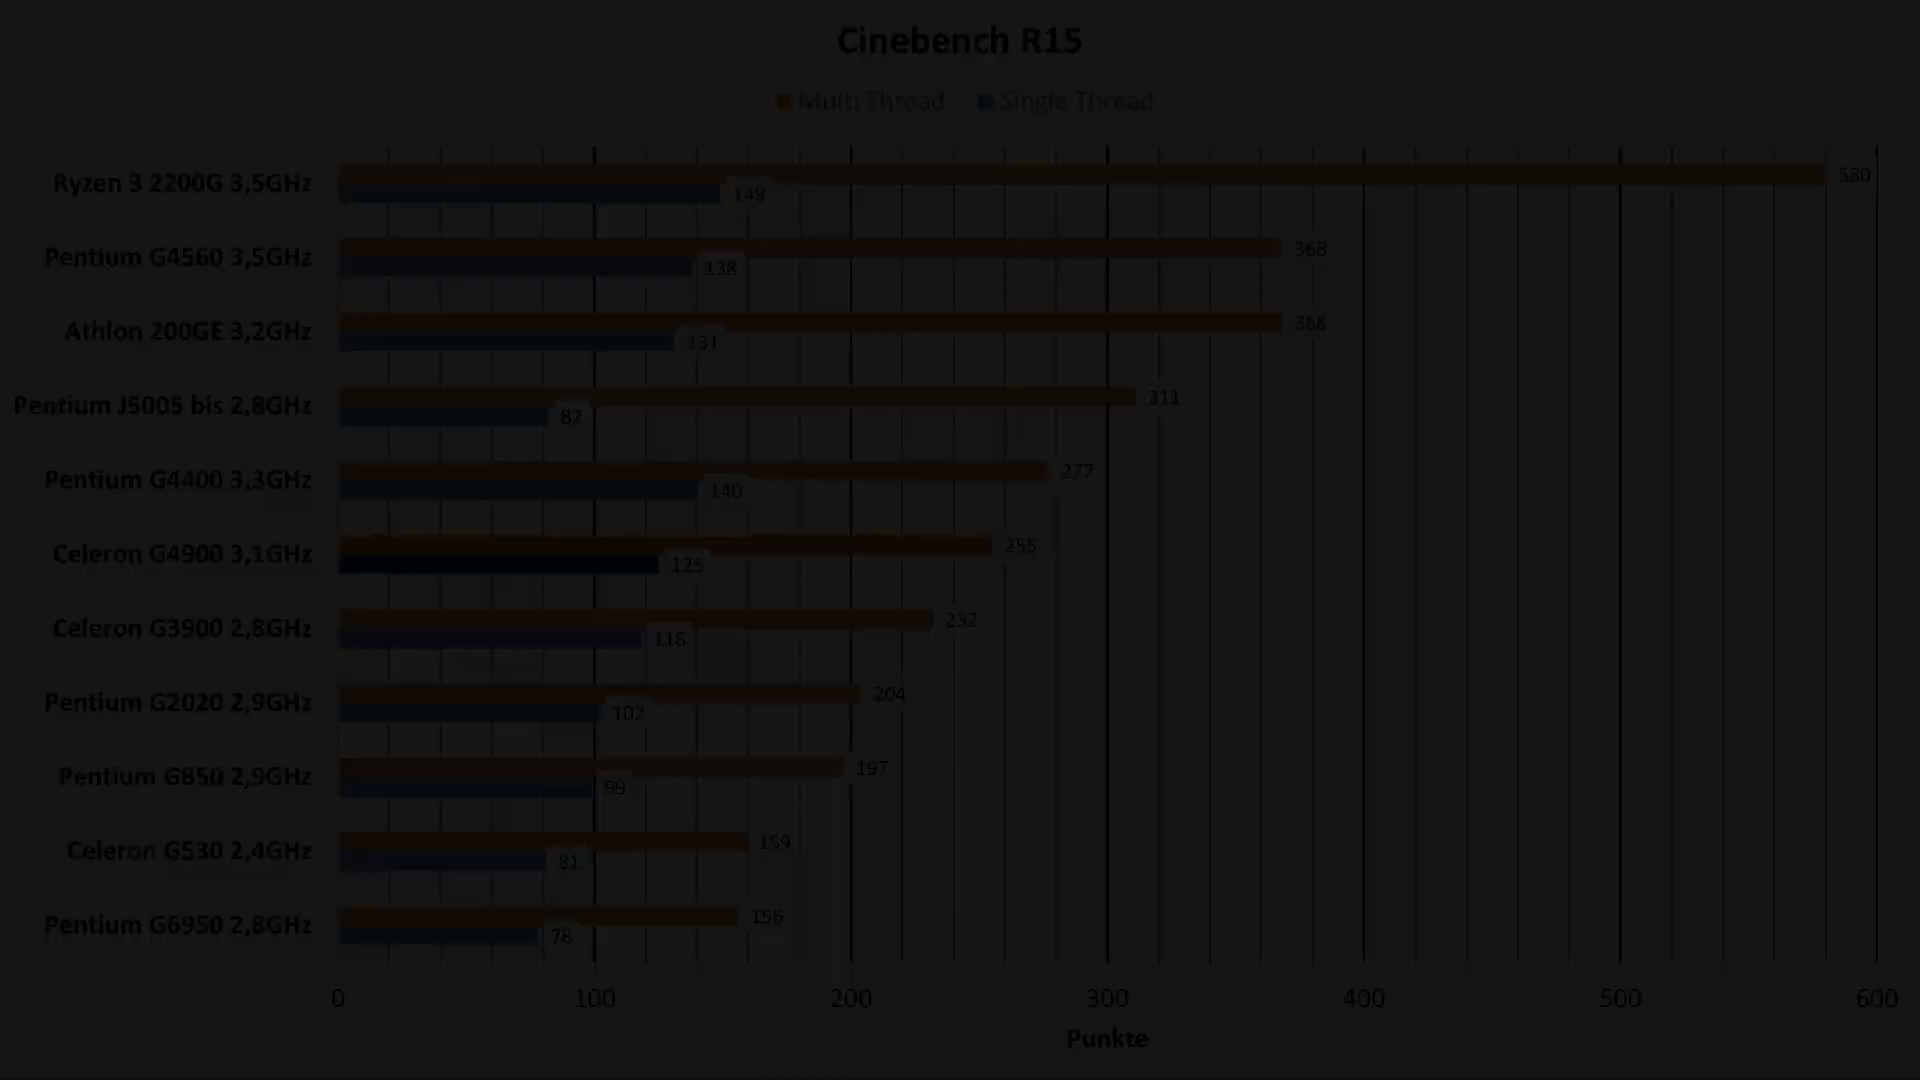 Cinebench R15
Multi Thread Single Thread
Ryzen 3 2200G 3,5GHz 580
149
Pentium G4560 3,5GHz 368
138
Athlon 200GE 3,2GHz 368
131
Pentium J5005 bis 2,8GHz 311
82
Pentium G4400 3,3GHz 277
140
Celeron G4900 3,1GHz 255
125
Celeron G3900 2,8GHz 232
118
Pentium G2020 2,9GHz 204
102
Pentium G850 2,9GHz 197
99
Celeron G530 2,4GHz 159
81
Pentium G6950 2,8GHz 156
78
0 100 200 300 400 500 600
Punkte